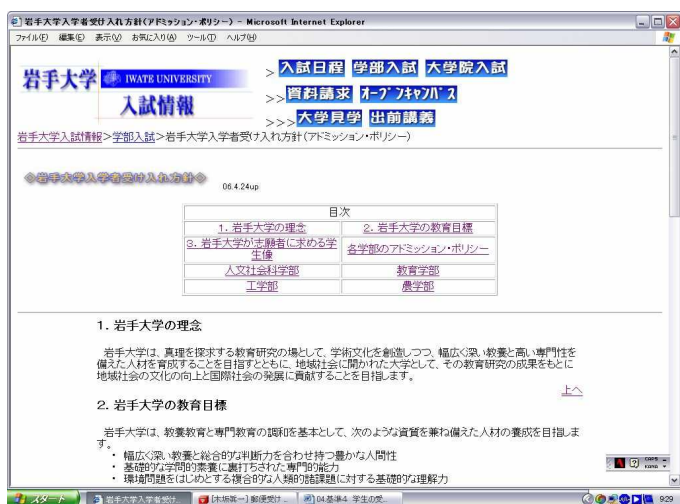 岩手大学入学者受け入れ方針(アドミッション・ポリシー) - Microsoft Internet Explorer
ファイル(F) 編集(E) 表示(V) お気に入り(A) ツール(T) ヘルプ(H)
岩手大学 IWATE UNIVERSITY
入試情報
> 入試日程 学部入試 大学院入試
>> 資料請求 オープンキャンパス
>>> 大学見学 出前講義
岩手大学入試情報>学部入試>岩手大学入学者受け入れ方針(アドミッション・ポリシー)
◇岩手大学入学者受け入れ方針◇
06.4.24up
目次
1. 岩手大学の理念 2. 岩手大学の教育目標
3. 岩手大学が志願者に求める学生像 各学部のアドミッション・ポリシー
人文社会科学部 教育学部
工学部 農学部
1. 岩手大学の理念
岩手大学は、真理を探求する教育研究の場として、学術文化を創造しつつ、幅広く深い教養と高い専門性を
備えた人材を育成することを目指すとともに、地域社会に開かれた大学として、その教育研究の成果をもとに
地域社会の文化の向上と国際社会の発展に貢献することを目指します。
上へ
2. 岩手大学の教育目標
岩手大学は、教養教育と専門教育の調和を基本として、次のような資質を兼ね備えた人材の養成を目指しま
す。
・ 幅広く深い教養と総合的な判断力を合わせ持つ豊かな人間性
・ 基礎的な学問的素養に裏打ちされた専門的能力
・ 環境問題をはじめとする複合的な人類的諸課題に対する基礎的な理解力
A ? CAPS KANA
スタート 岩手大学入学者受け... 郵便受け... 04基準4 学生の受... 9:29